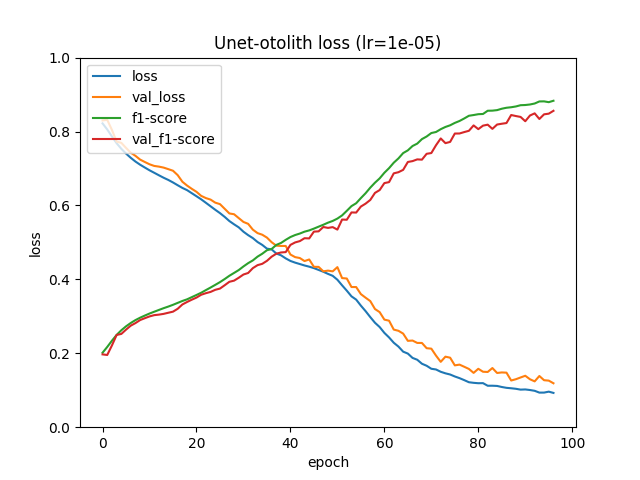 Unet-otolith loss (lr=1e-05)
loss
val_loss
f1-score
val_f1-score
1.0
0.8
0.6
0.4
0.2
0.0
loss
0 20 40 60 80 100
epoch